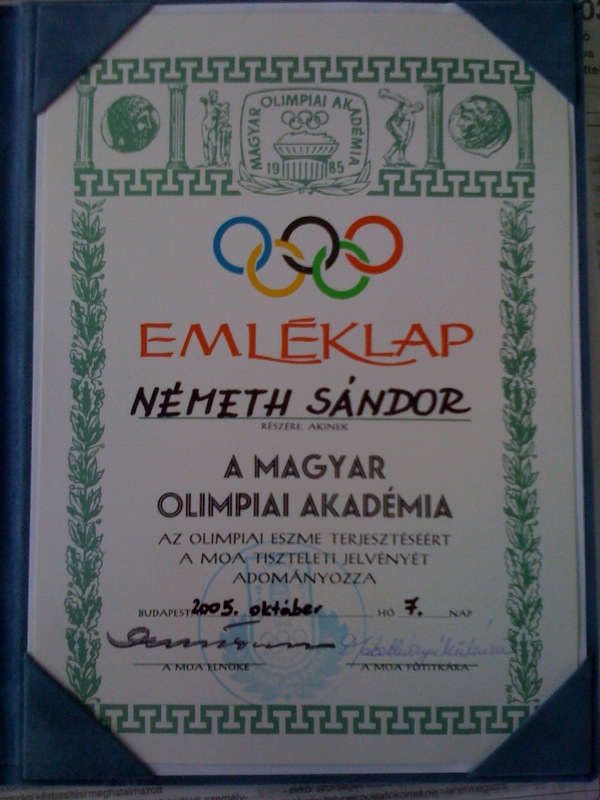 MAGYAR OLIMPIAI AKADÉMIA
1985
EMLÉKLAP
NÉMETH SÁNDOR
RÉSZÉRE, AKINEK
A MAGYAR
OLIMPIAI AKADÉMIA
AZ OLIMPIAI ESZME TERJESZTÉSÉÉRT
A MOA TISZTELETI JELVÉNYÉT
ADOMÁNYOZZA
BUDAPEST 2005. október HÓ 7. NAP
A MOA ELNÖKE A MOA FŐTITKÁRA